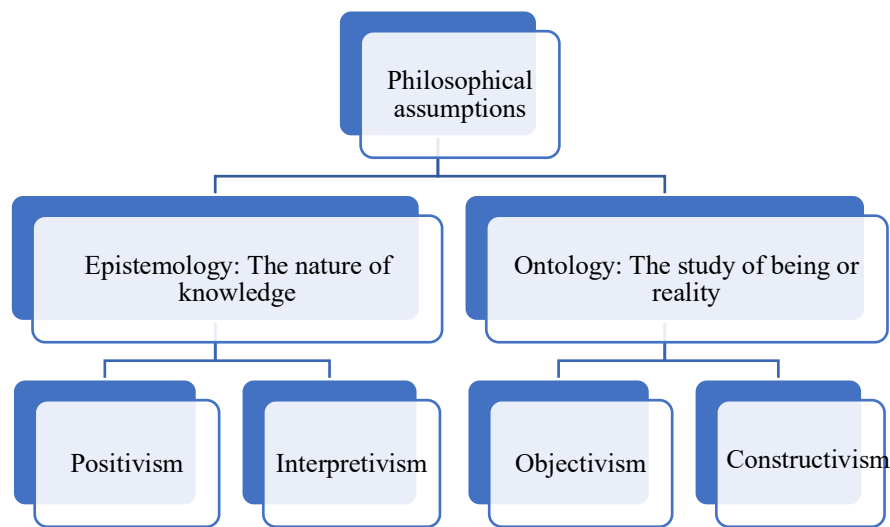 Philosophical
assumptions
Epistemology: The nature of
knowledge
Ontology: The study of being or
reality
Positivism
Interpretivism
Objectivism
Constructivism